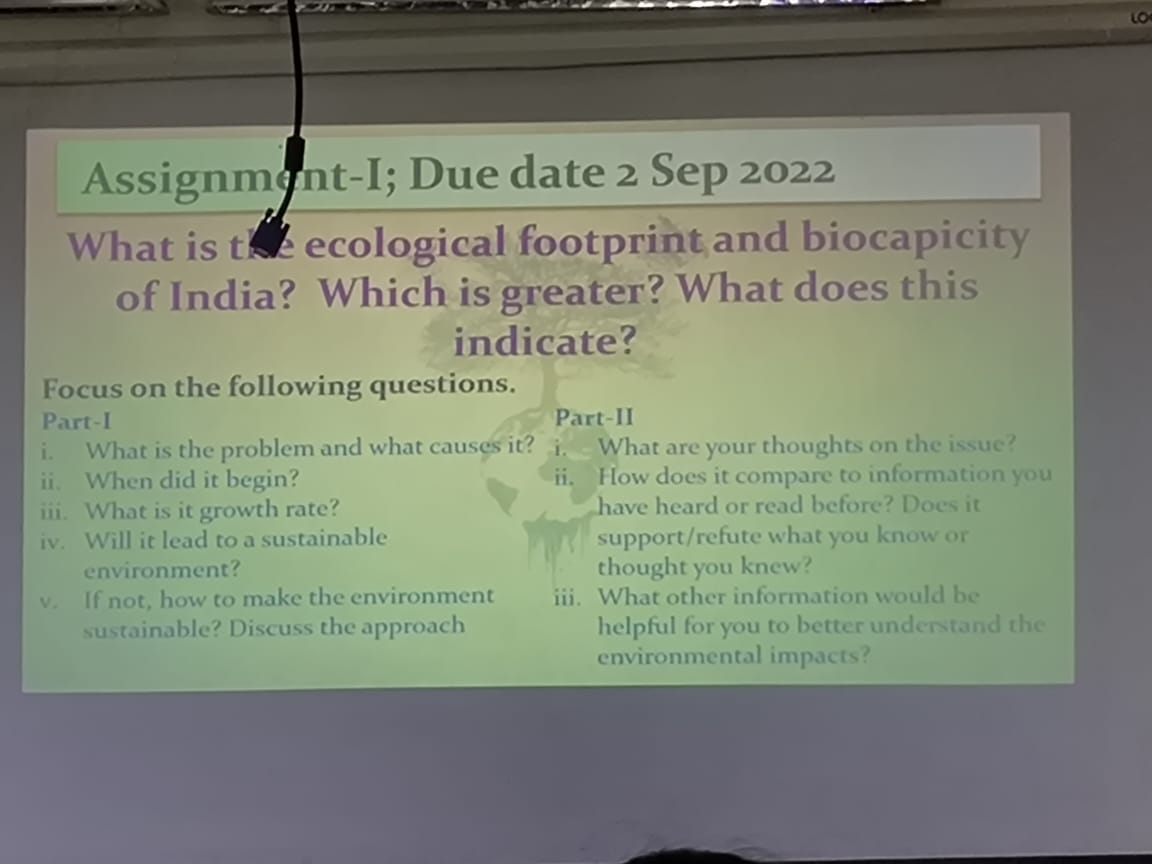 Assignment-I; Due date 2 Sep 2022
What is the ecological footprint and biocapicity
of India? Which is greater? What does this
indicate?
Focus on the following questions.
Part-I
i. What is the problem and what causes it?
ii. When did it begin?
iii. What is it growth rate?
iv. Will it lead to a sustainable
environment?
v. If not, how to make the environment
sustainable? Discuss the approach
Part-II
i. What are your thoughts on the issue?
ii. How does it compare to information you
have heard or read before? Does it
support/refute what you know or
thought you knew?
iii. What other information would be
helpful for you to better understand the
environmental impacts?